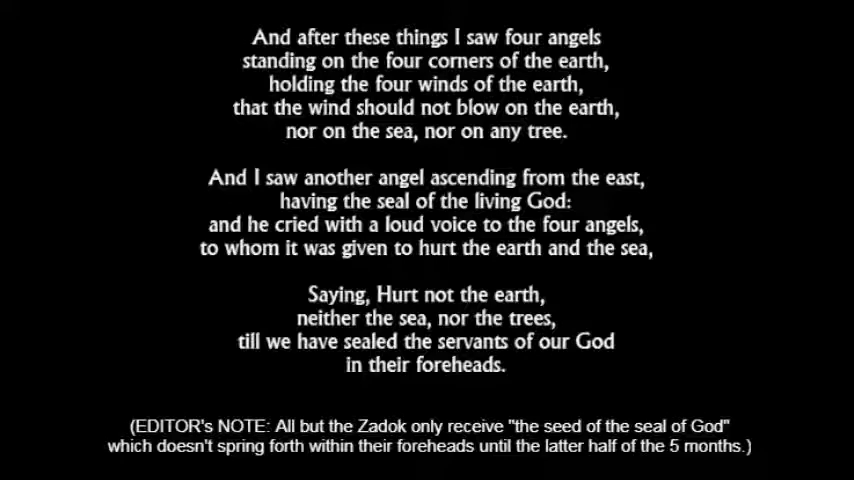 And after these things I saw four angels
standing on the four corners of the earth,
holding the four winds of the earth,
that the wind should not blow on the earth,
nor on the sea, nor on any tree.
And I saw another angel ascending from the east,
having the seal of the living God:
and he cried with a loud voice to the four angels,
to whom it was given to hurt the earth and the sea,
Saying, Hurt not the earth,
neither the sea, nor the trees,
till we have sealed the servants of our God
in their foreheads.
(EDITOR's NOTE: All but the Zadok only receive "the seed of the seal of God"
which doesn't spring forth within their foreheads until the latter half of the 5 months.)